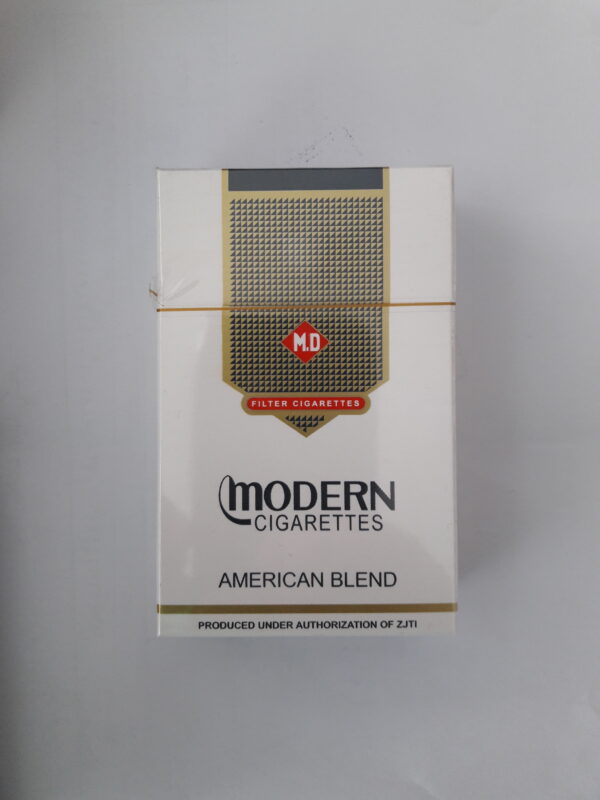 M.D
FILTER CIGARETTES
MODERN
CIGARETTES
AMERICAN BLEND
PRODUCED UNDER AUTHORIZATION OF ZJTI